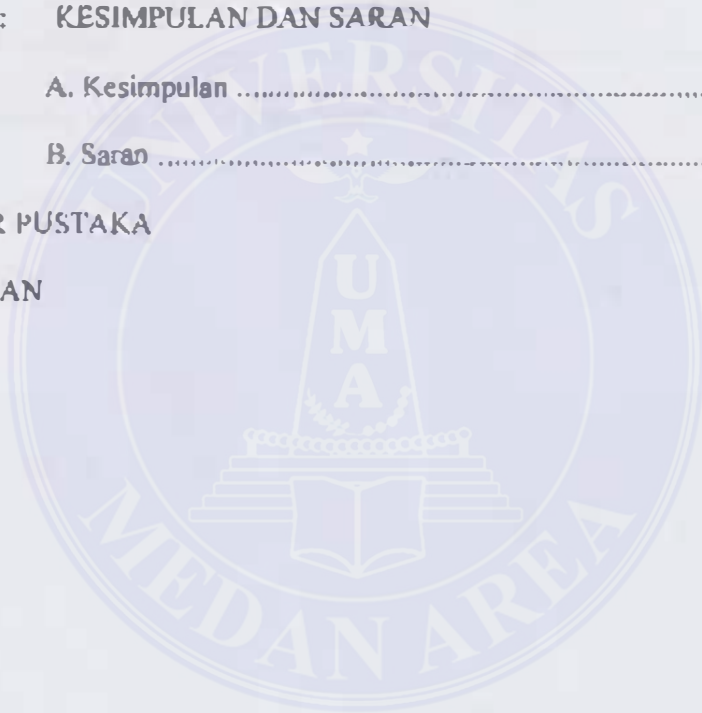 : KESIMPULAN DAN SARAN
A. Kesimpulan ................................................................
B. Saran ................................................................
R PUSTAKA
AN
UNIVERSITAS
UMA
MEDAN AREA